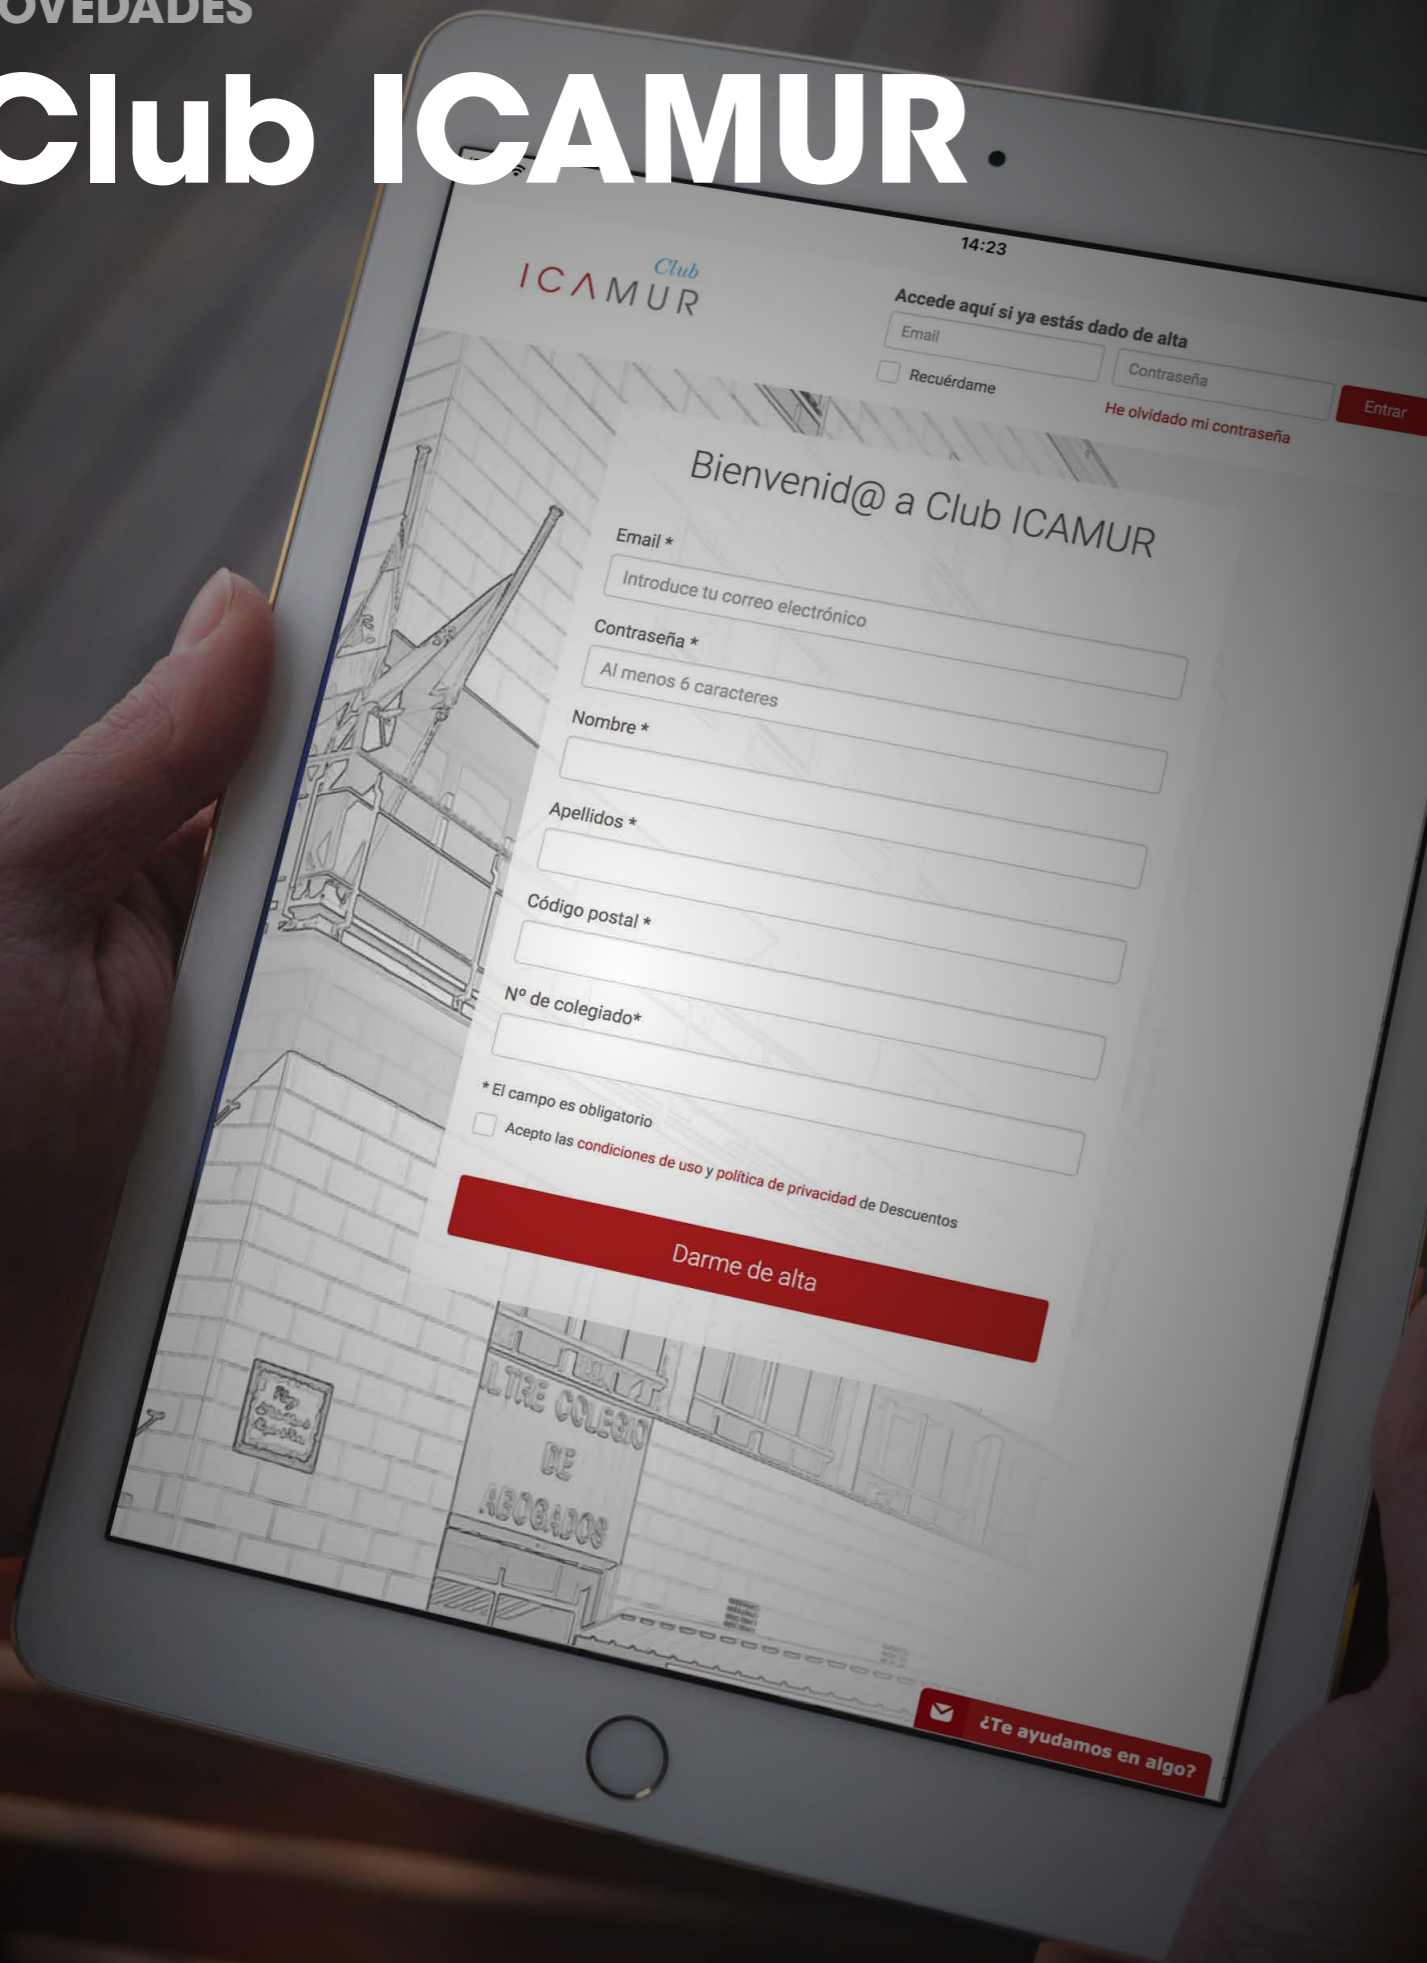 OVEDADES
Club ICAMUR
14:23
Club
ICAMUR
Accede aquí si ya estás dado de alta
Email
Contraseña
Entrar
Recuérdame
He olvidado mi contraseña
Bienvenid@ a Club ICAMUR
Email *
Introduce tu correo electrónico
Contraseña *
Al menos 6 caracteres
Nombre *
Apellidos *
Código postal *
Nº de colegiado*
* El campo es obligatorio
Acepto las condiciones de uso y política de privacidad de Descuentos
Darme de alta
ILTRE COLEGIO
DE
ABOGADOS
¿Te ayudamos en algo?